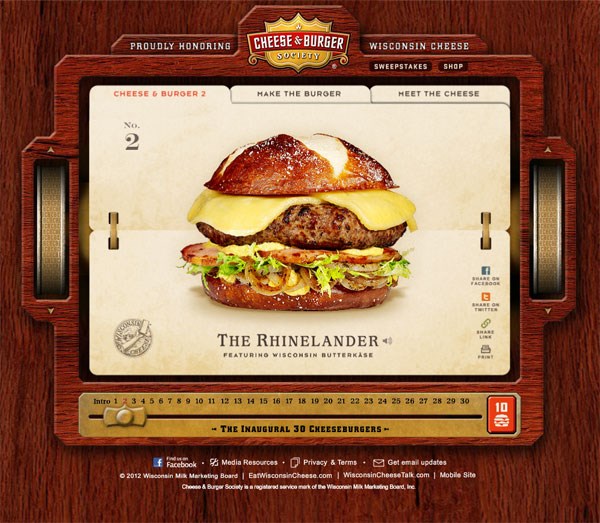 PROUDLY HONORING
CHEESE & BURGER
SOCIETY
®
WISCONSIN CHEESE
SWEEPSTAKES
SHOP
CHEESE & BURGER 2
MAKE THE BURGER
MEET THE CHEESE
No.
2
SHARE ON
FACEBOOK
SHARE ON
TWITTER
SHARE
LINK
PRINT
WISCONSIN
CHEESE
THE RHINELANDER
FEATURING WISCONSIN BUTTERKÄSE
Intro 1 2 3 4 5 6 7 8 9 10 11 12 13 14 15 16 17 18 19 20 21 22 23 24 25 26 27 28 29 30
~ THE INAUGURAL 30 CHEESEBURGERS ~
10
Find us on
Facebook • Media Resources • Privacy & Terms • Get email updates
© 2012 Wisconsin Milk Marketing Board | EatWisconsinCheese.com | WisconsinCheeseTalk.com | Mobile Site
Cheese & Burger Society is a registered service mark of the Wisconsin Milk Marketing Board, Inc.